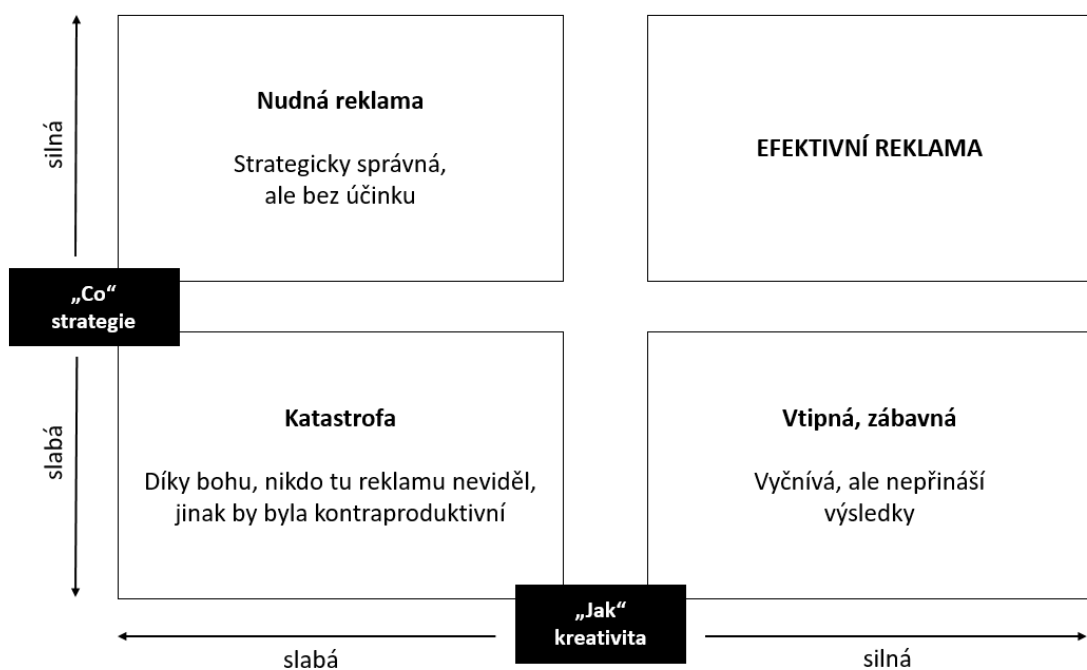 silná
Nudná reklama
Strategicky správná,
ale bez účinku
EFEKTIVNÍ REKLAMA
„Co“
strategie
slabá
Katastrofa
Díky bohu, nikdo tu reklamu neviděl,
jinak by byla kontraproduktivní
Vtipná, zábavná
Vyčnívá, ale nepřináší
výsledky
„Jak“
kreativita
slabá
silná